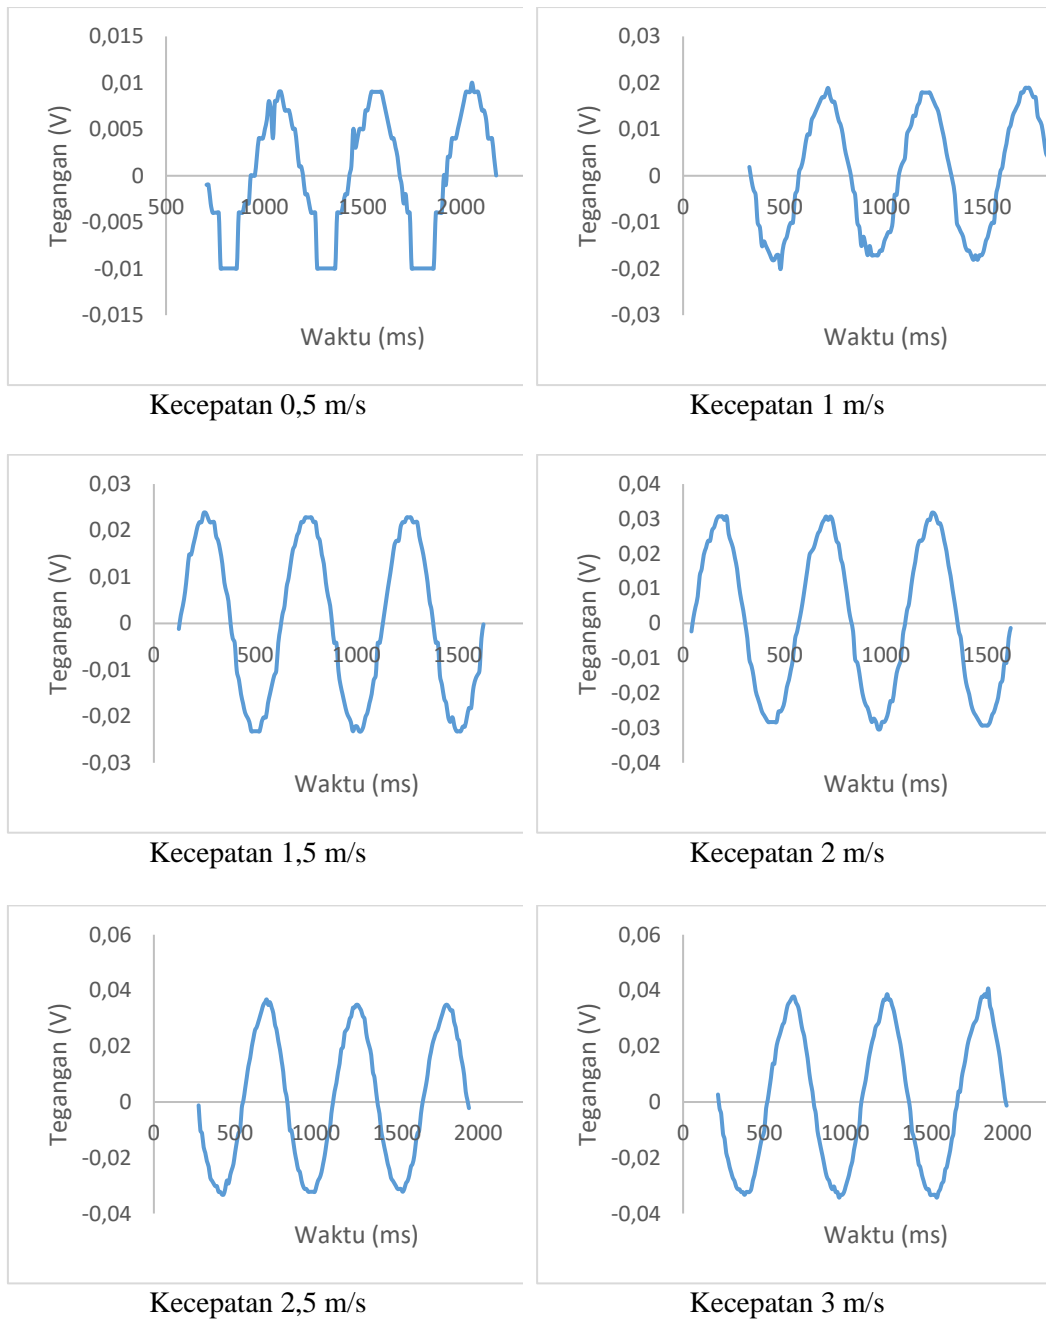 0,015
0,01
0,005
0
-0,005
-0,01
-0,015
500 1000 1500 2000
Tegangan (V)
Waktu (ms)
Kecepatan 0,5 m/s
0,03
0,02
0,01
0
-0,01
-0,02
-0,03
0 500 1000 1500
Tegangan (V)
Waktu (ms)
Kecepatan 1 m/s
0,03
0,02
0,01
0
-0,01
-0,02
-0,03
0 500 1000 1500
Tegangan (V)
Waktu (ms)
Kecepatan 1,5 m/s
0,04
0,03
0,02
0,01
0
-0,01
-0,02
-0,03
-0,04
0 500 1000 1500
Tegangan (V)
Waktu (ms)
Kecepatan 2 m/s
0,06
0,04
0,02
0
-0,02
-0,04
0 500 1000 1500 2000
Tegangan (V)
Waktu (ms)
Kecepatan 2,5 m/s
0,06
0,04
0,02
0
-0,02
-0,04
0 500 1000 1500 2000
Tegangan (V)
Waktu (ms)
Kecepatan 3 m/s